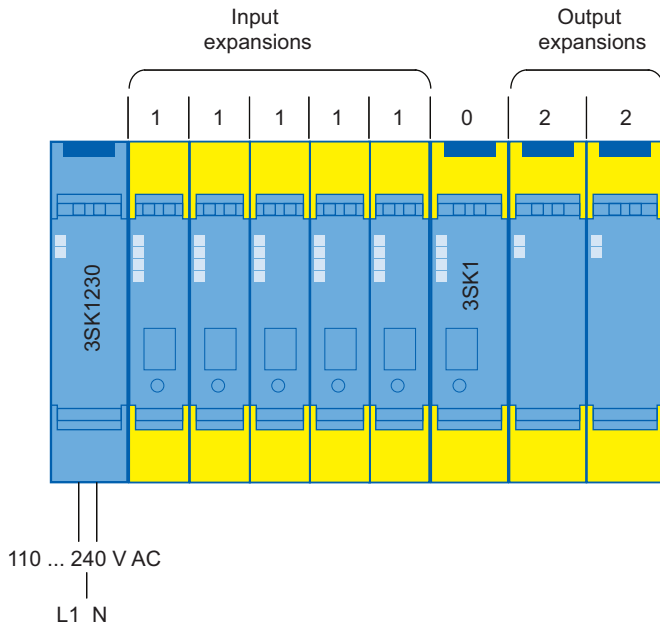 Input
expansions
Output
expansions
1 1 1 1 1 0 2 2
3SK1230
3SK1
110 ... 240 V AC
L1 N